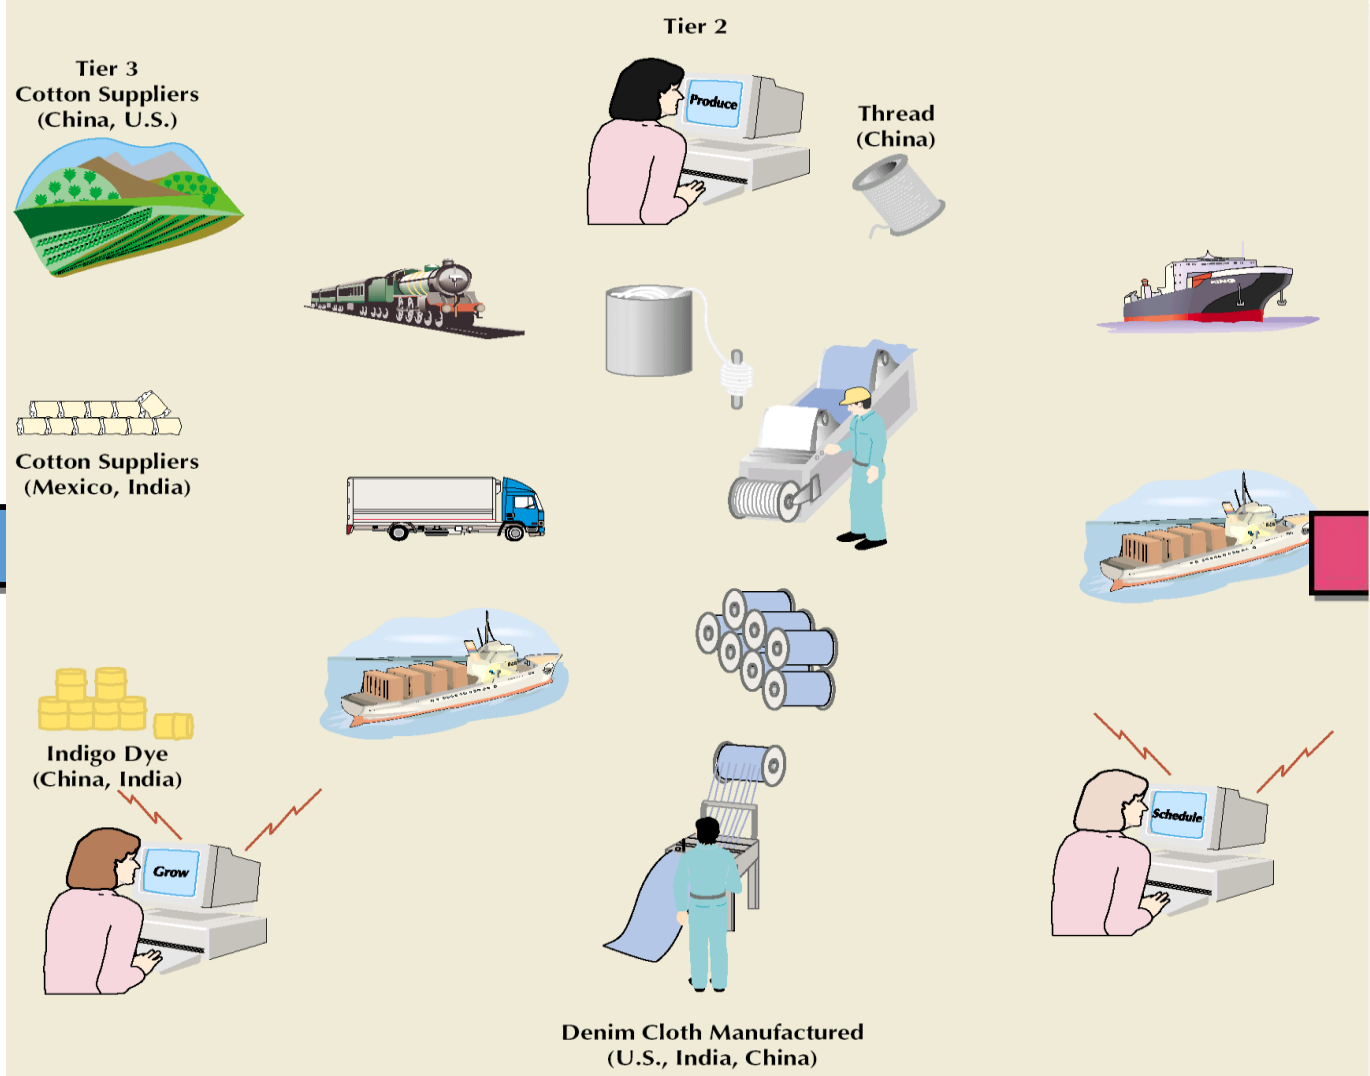 Tier 2
Tier 3
Cotton Suppliers
(China, U.S.)
Produce
Thread
(China)
Cotton Suppliers
(Mexico, India)
Indigo Dye
(China, India)
Grow
Schedule
Denim Cloth Manufactured
(U.S., India, China)